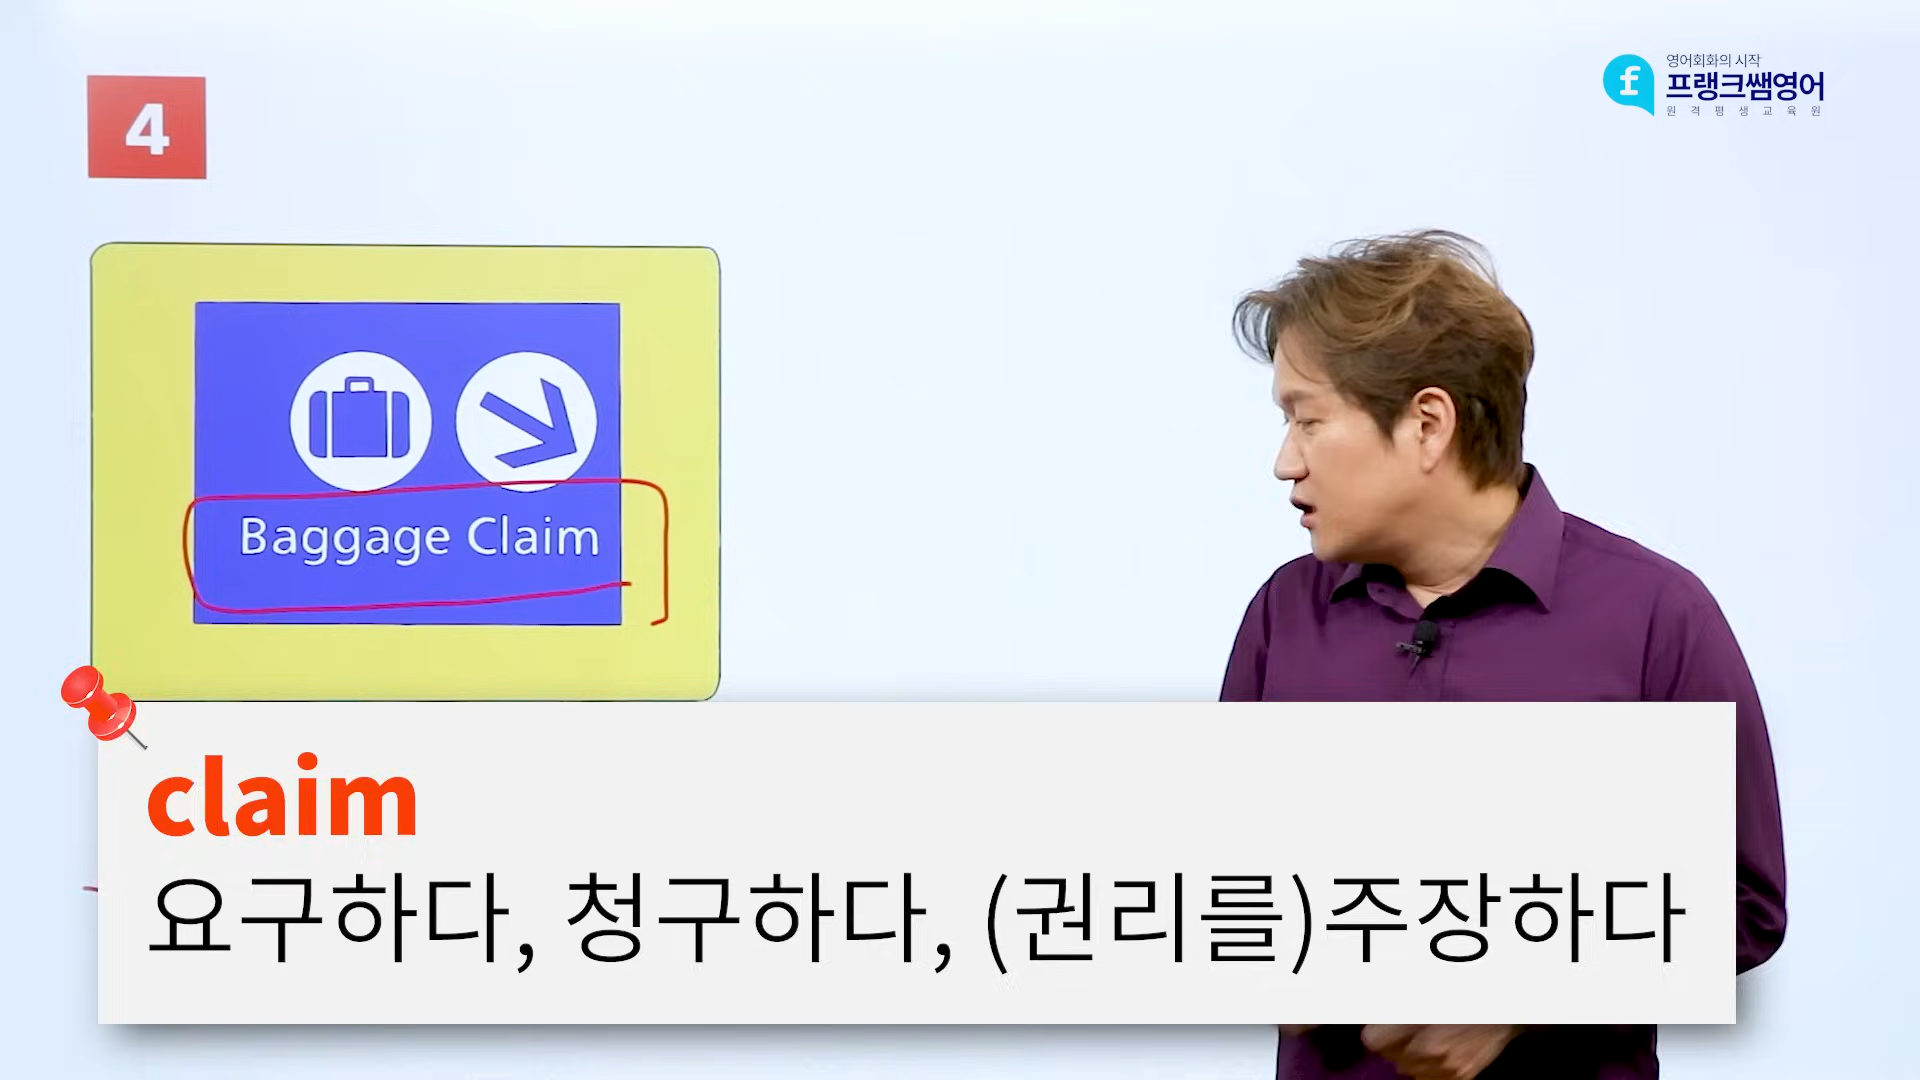 4
영어회화의 시작
프랭크쌤영어
원격평생교육원
Baggage Claim
claim
요구하다, 청구하다, (권리를)주장하다